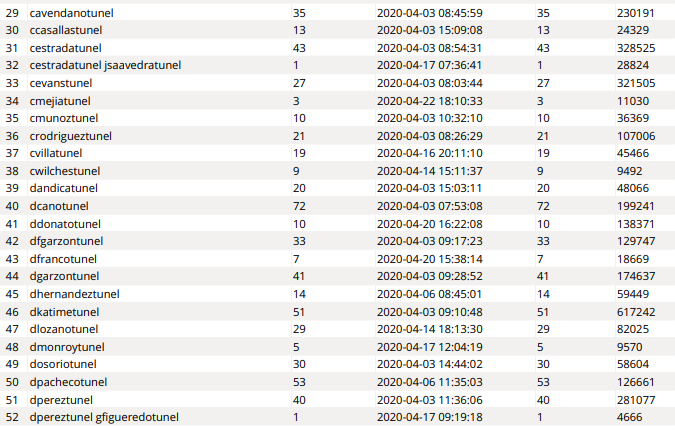 29 cavendanotunel 35 2020-04-03 08:45:59 35 230191
30 ccasallastunel 13 2020-04-03 15:09:08 13 24329
31 cestradatunel 43 2020-04-03 08:54:31 43 328525
32 cestradatunel jsaavedratunel 1 2020-04-17 07:36:41 1 28824
33 cevanstunel 27 2020-04-03 08:03:44 27 321505
34 cmejiatunel 3 2020-04-22 18:10:33 3 11030
35 cmunoztunel 10 2020-04-03 10:32:10 10 36369
36 crodrigueztunel 21 2020-04-03 08:26:29 21 107006
37 cvillatunel 19 2020-04-16 20:11:10 19 45466
38 cwilchestunel 9 2020-04-14 15:11:37 9 9492
39 dandicatunel 20 2020-04-03 15:03:11 20 48066
40 dcanotunel 72 2020-04-03 07:53:08 72 199241
41 ddonatotunel 10 2020-04-20 16:22:08 10 138371
42 dfgarzontunel 33 2020-04-03 09:17:23 33 129747
43 dfrancotunel 7 2020-04-20 15:38:14 7 18669
44 dgarzontunel 41 2020-04-03 09:28:52 41 174637
45 dhernandeztunel 14 2020-04-06 08:45:01 14 59449
46 dkatimetunel 51 2020-04-03 09:10:48 51 617242
47 dlozanotunel 29 2020-04-14 18:13:30 29 82025
48 dmonroytunel 5 2020-04-17 12:04:19 5 9570
49 dosoriotunel 30 2020-04-03 14:44:02 30 58604
50 dpachecotunel 53 2020-04-06 11:35:03 53 126661
51 dpereztunel 40 2020-04-03 11:36:06 40 281077
52 dpereztunel gfigueredotunel 1 2020-04-17 09:19:18 1 4666